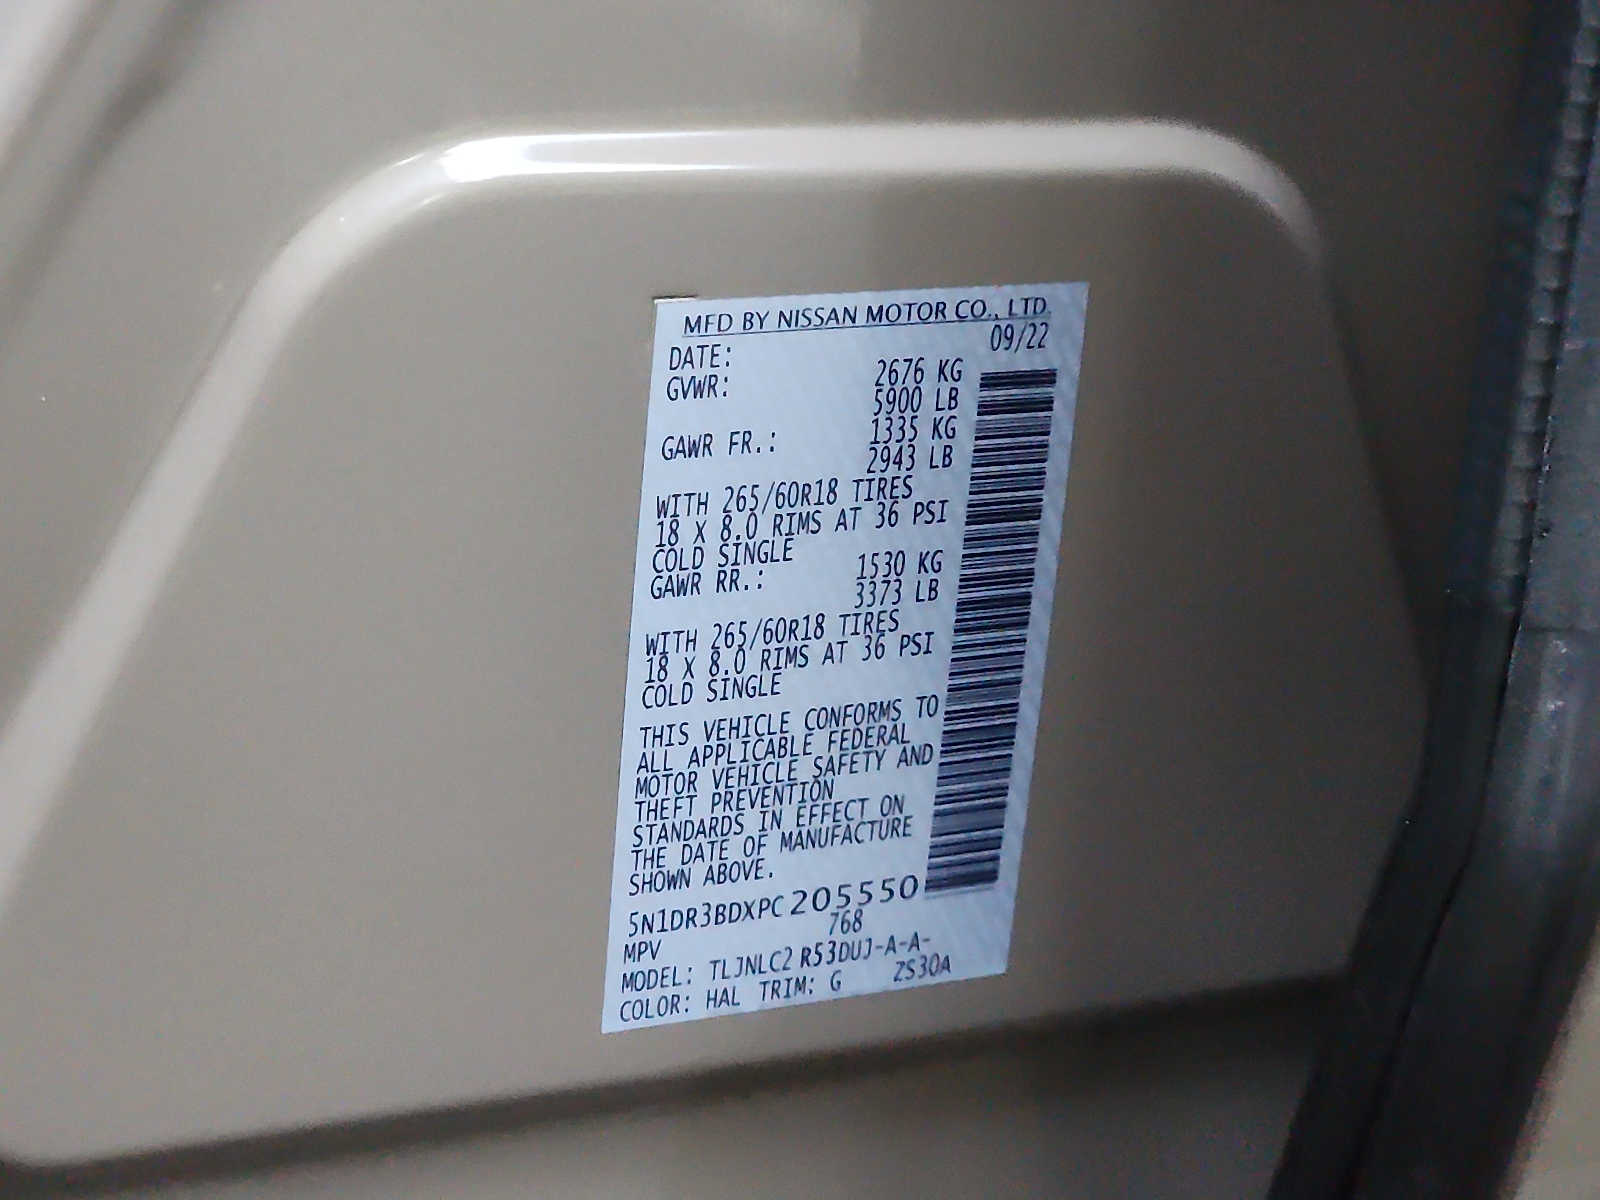 MFD BY NISSAN MOTOR CO., LTD.
DATE: 09/22
GVWR: 2676 KG
5900 LB
GAWR FR.: 1335 KG
2943 LB
WITH 265/60R18 TIRES
18 X 8.0 RIMS AT 36 PSI
COLD SINGLE
GAWR RR.: 1530 KG
3373 LB
WITH 265/60R18 TIRES
18 X 8.0 RIMS AT 36 PSI
COLD SINGLE
THIS VEHICLE CONFORMS TO
ALL APPLICABLE FEDERAL
MOTOR VEHICLE SAFETY AND
THEFT PREVENTION
STANDARDS IN EFFECT ON
THE DATE OF MANUFACTURE
SHOWN ABOVE.
5N1DR3BDXPC205550
MPV 768
MODEL: TLJNLC2 R53DUJ-A-A-
COLOR: HAL TRIM: G ZS30A